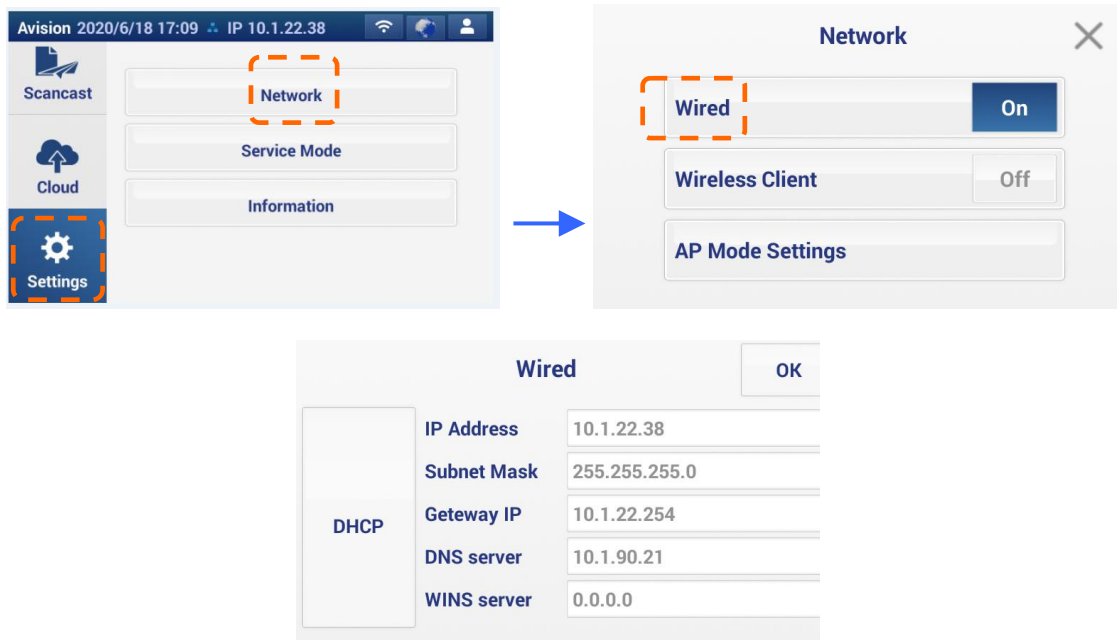 Avision 2020/6/18 17:09 IP 10.1.22.38
Scancast
Cloud
Settings
Network
Service Mode
Information
Network
Wired On
Wireless Client Off
AP Mode Settings
Wired OK
DHCP
IP Address 10.1.22.38
Subnet Mask 255.255.255.0
Geteway IP 10.1.22.254
DNS server 10.1.90.21
WINS server 0.0.0.0